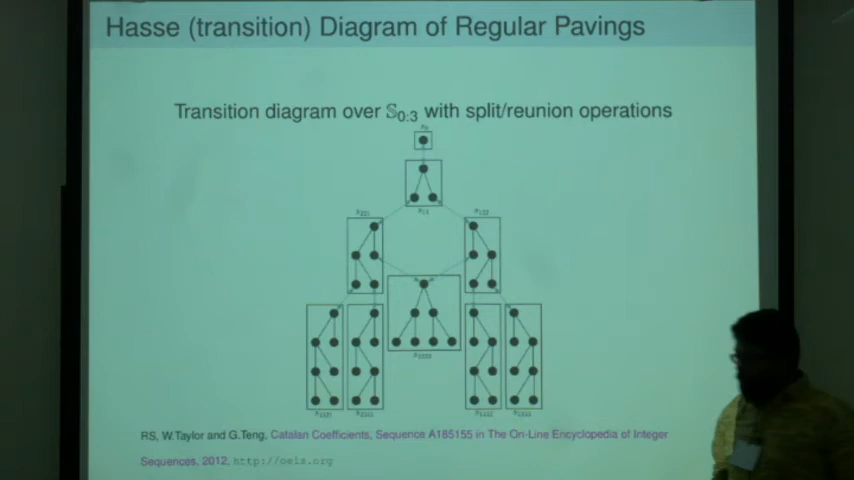 Hasse (transition) Diagram of Regular Pavings
Transition diagram over 𝕊0:3 with split/reunion operations
RS, W.Taylor and G.Teng, Catalan Coefficients, Sequence A185155 in The On-Line Encyclopedia of Integer
Sequences, 2012, http://oeis.org